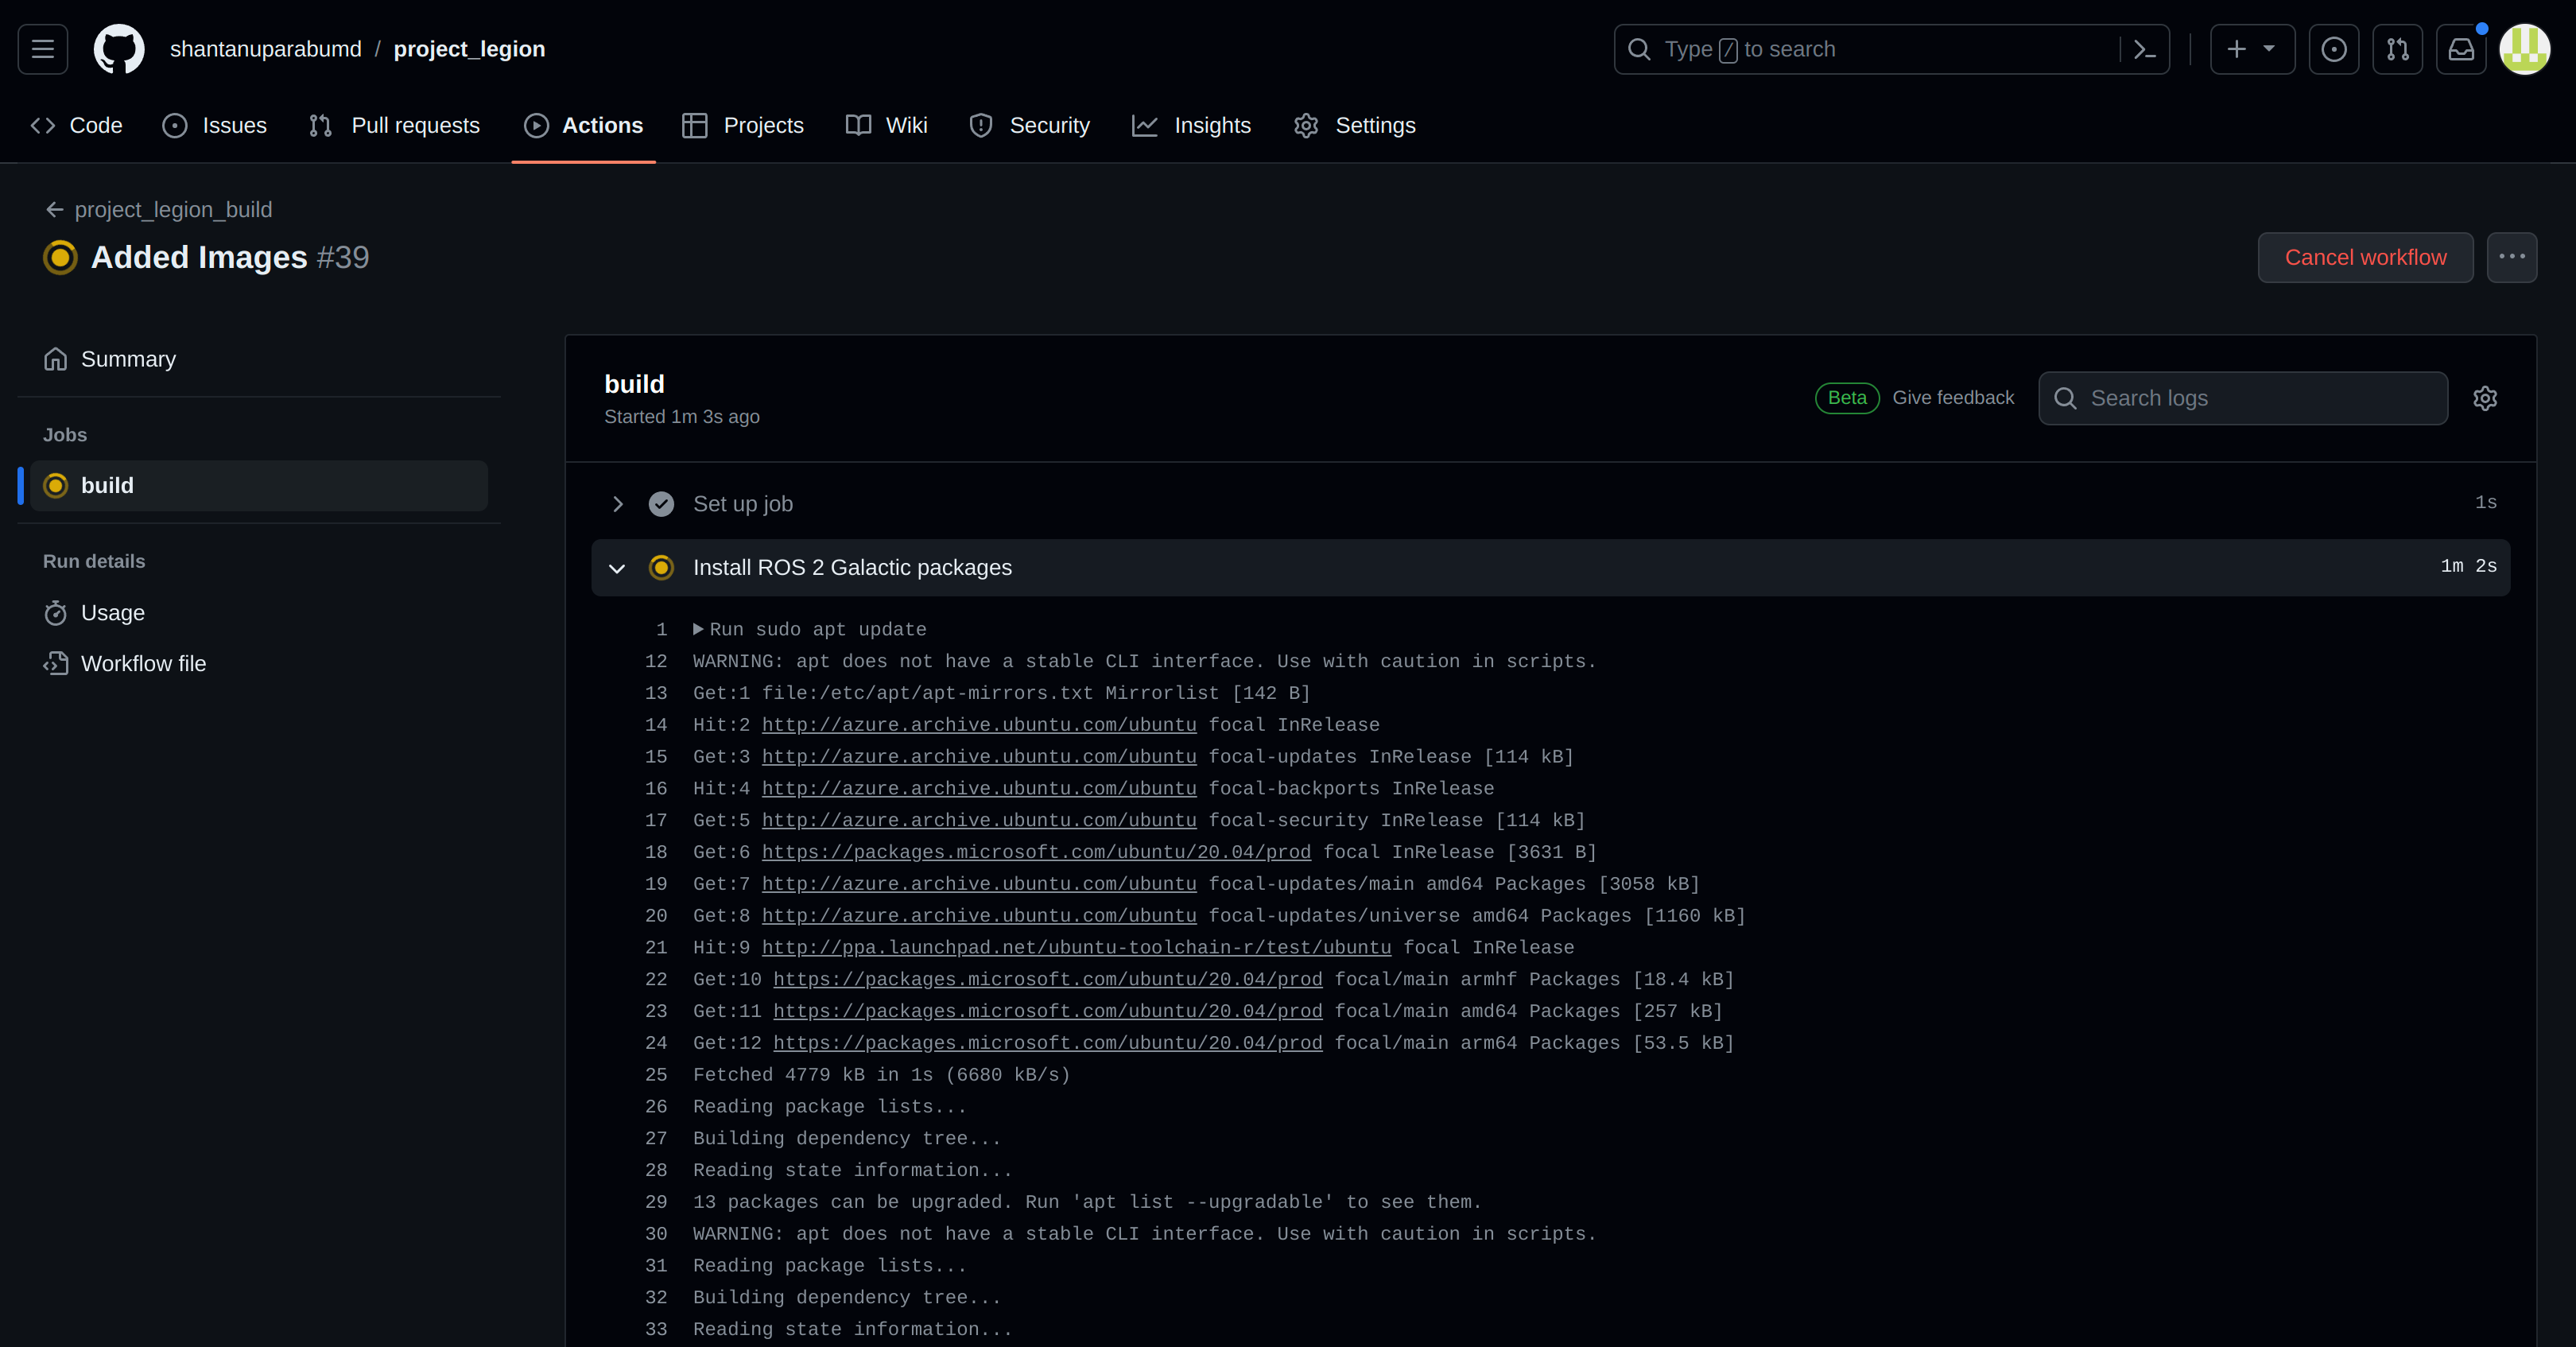 shantanuparabumd / project_legion
Type / to search
Code Issues Pull requests Actions Projects Wiki Security Insights Settings
project_legion_build
Added Images #39
Cancel workflow
Summary
Jobs
build
Run details
Usage
Workflow file
build
Started 1m 3s ago
Beta Give feedback Search logs
Set up job 1s
Install ROS 2 Galactic packages 1m 2s
1 Run sudo apt update
12 WARNING: apt does not have a stable CLI interface. Use with caution in scripts.
13 Get:1 file:/etc/apt/apt-mirrors.txt Mirrorlist [142 B]
14 Hit:2 http://azure.archive.ubuntu.com/ubuntu focal InRelease
15 Get:3 http://azure.archive.ubuntu.com/ubuntu focal-updates InRelease [114 kB]
16 Hit:4 http://azure.archive.ubuntu.com/ubuntu focal-backports InRelease
17 Get:5 http://azure.archive.ubuntu.com/ubuntu focal-security InRelease [114 kB]
18 Get:6 https://packages.microsoft.com/ubuntu/20.04/prod focal InRelease [3631 B]
19 Get:7 http://azure.archive.ubuntu.com/ubuntu focal-updates/main amd64 Packages [3058 kB]
20 Get:8 http://azure.archive.ubuntu.com/ubuntu focal-updates/universe amd64 Packages [1160 kB]
21 Hit:9 http://ppa.launchpad.net/ubuntu-toolchain-r/test/ubuntu focal InRelease
22 Get:10 https://packages.microsoft.com/ubuntu/20.04/prod focal/main armhf Packages [18.4 kB]
23 Get:11 https://packages.microsoft.com/ubuntu/20.04/prod focal/main amd64 Packages [257 kB]
24 Get:12 https://packages.microsoft.com/ubuntu/20.04/prod focal/main arm64 Packages [53.5 kB]
25 Fetched 4779 kB in 1s (6680 kB/s)
26 Reading package lists...
27 Building dependency tree...
28 Reading state information...
29 13 packages can be upgraded. Run 'apt list --upgradable' to see them.
30 WARNING: apt does not have a stable CLI interface. Use with caution in scripts.
31 Reading package lists...
32 Building dependency tree...
33 Reading state information...